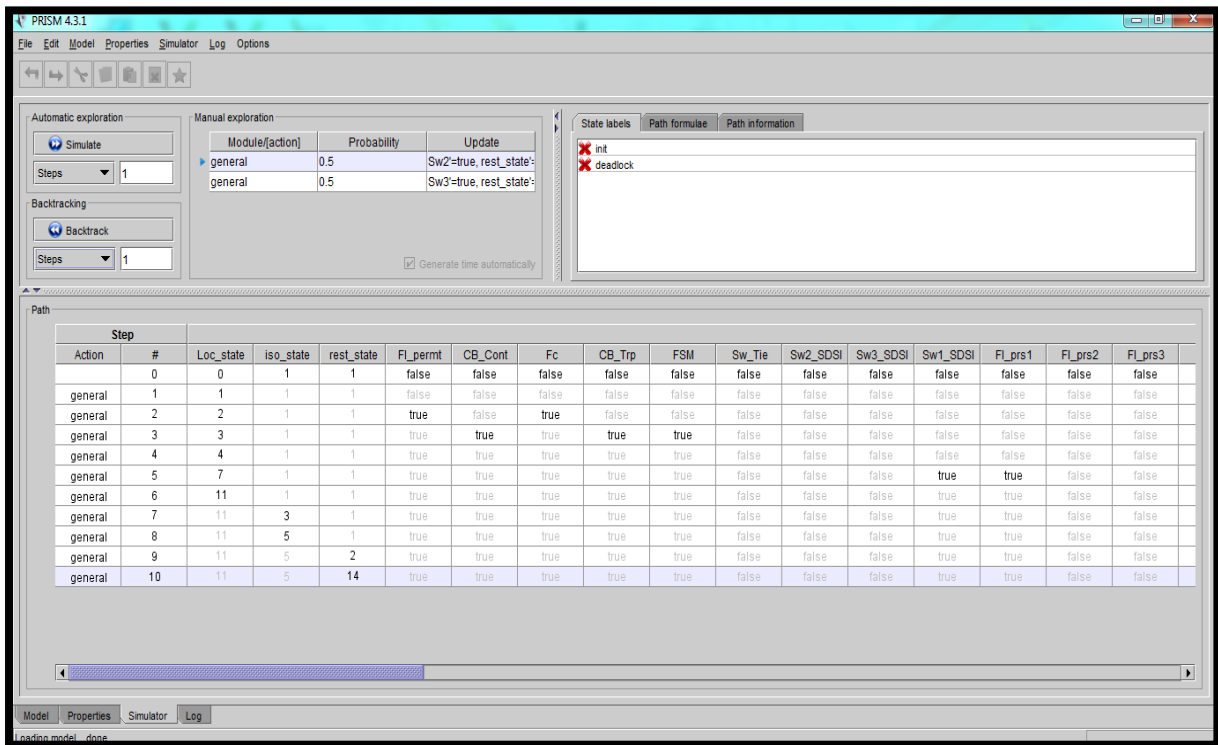 PRISM 4.3.1
File Edit Model Properties Simulator Log Options
Automatic exploration
Simulate
Steps 1
Backtracking
Backtrack
Steps 1
Manual exploration
Module/[action] Probability Update
general 0.5 Sw2'=true, rest_state'=
general 0.5 Sw3'=true, rest_state'=
Generate time automatically
State labels Path formulae Path information
init
deadlock
Path
Step
Action # Loc_state iso_state rest_state FI_permt CB_Cont Fc CB_Trp FSM Sw_Tie Sw2_SDSI Sw3_SDSI Sw1_SDSI FI_prs1 FI_prs2 FI_prs3
0 0 1 1 false false false false false false false false false false false false
general 1 1 1 1 false false false false false false false false false false false false
general 2 2 1 1 true false true false false false false false false false false false
general 3 3 1 1 true true true true true false false false false false false false
general 4 4 1 1 true true true true true false false false false false false false
general 5 7 1 1 true true true true true false false false true true false false
general 6 11 1 1 true true true true true false false false true true false false
general 7 11 3 1 true true true true true false false false true true false false
general 8 11 5 1 true true true true true false false false true true false false
general 9 11 5 2 true true true true true false false false true true false false
general 10 11 5 14 true true true true true false false false true true false false
Model Properties Simulator Log
Loading model... done